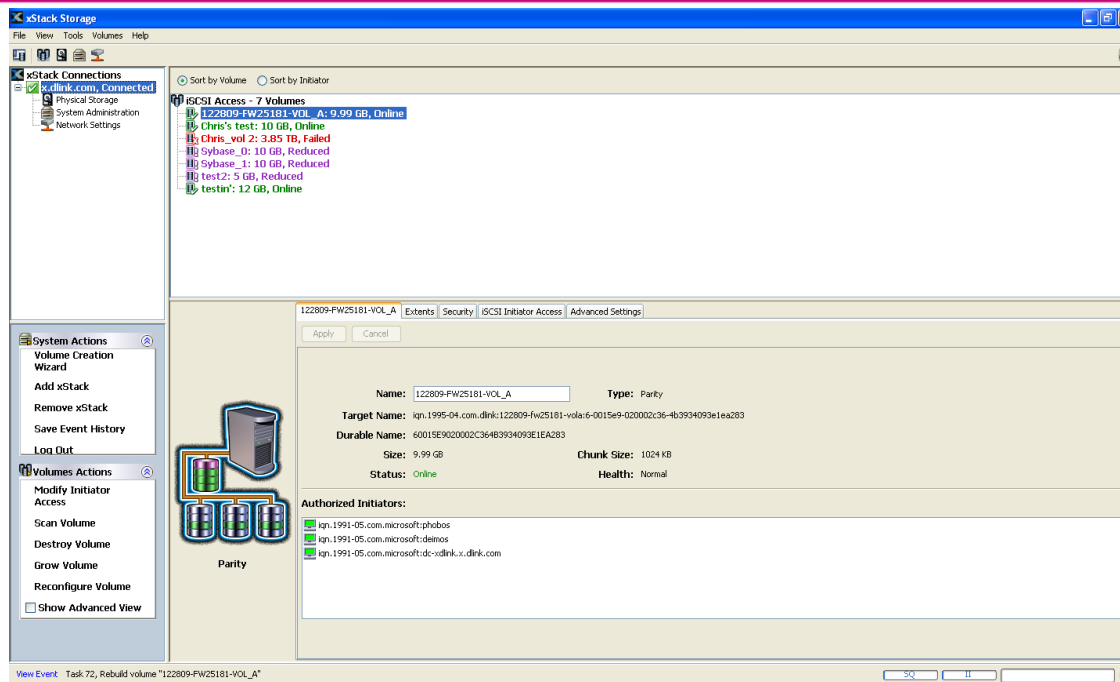 xStack Storage
File View Tools Volumes Help
xStack Connections
x.dlink.com, Connected
Physical Storage
System Administration
Network Settings
Sort by Volume Sort by Initiator
iSCSI Access - 7 Volumes
122809-FW25181-VOL_A: 9.99 GB, Online
Chris's test: 10 GB, Online
Chris_vol 2: 3.85 TB, Failed
Sybase_0: 10 GB, Reduced
Sybase_1: 10 GB, Reduced
test2: 5 GB, Reduced
testin': 12 GB, Online
System Actions
Volume Creation
Wizard
Add xStack
Remove xStack
Save Event History
Log Out
Volumes Actions
Modify Initiator
Access
Scan Volume
Destroy Volume
Grow Volume
Reconfigure Volume
Show Advanced View
Parity
122809-FW25181-VOL_A Extents Security iSCSI Initiator Access Advanced Settings
Apply Cancel
Name: 122809-FW25181-VOL_A Type: Parity
Target Name: iqn.1995-04.com.dlink:122809-fw25181-vola:6-0015e9-020002c36-4b3934093e1ea283
Durable Name: 60015E9020002C364B3934093E1EA283
Size: 9.99 GB Chunk Size: 1024 KB
Status: Online Health: Normal
Authorized Initiators:
iqn.1991-05.com.microsoft:phobos
iqn.1991-05.com.microsoft:deimos
iqn.1991-05.com.microsoft:dc-xdlink.x.dlink.com
View Event Task 72, Rebuild volume "122809-FW25181-VOL_A"
SQ II